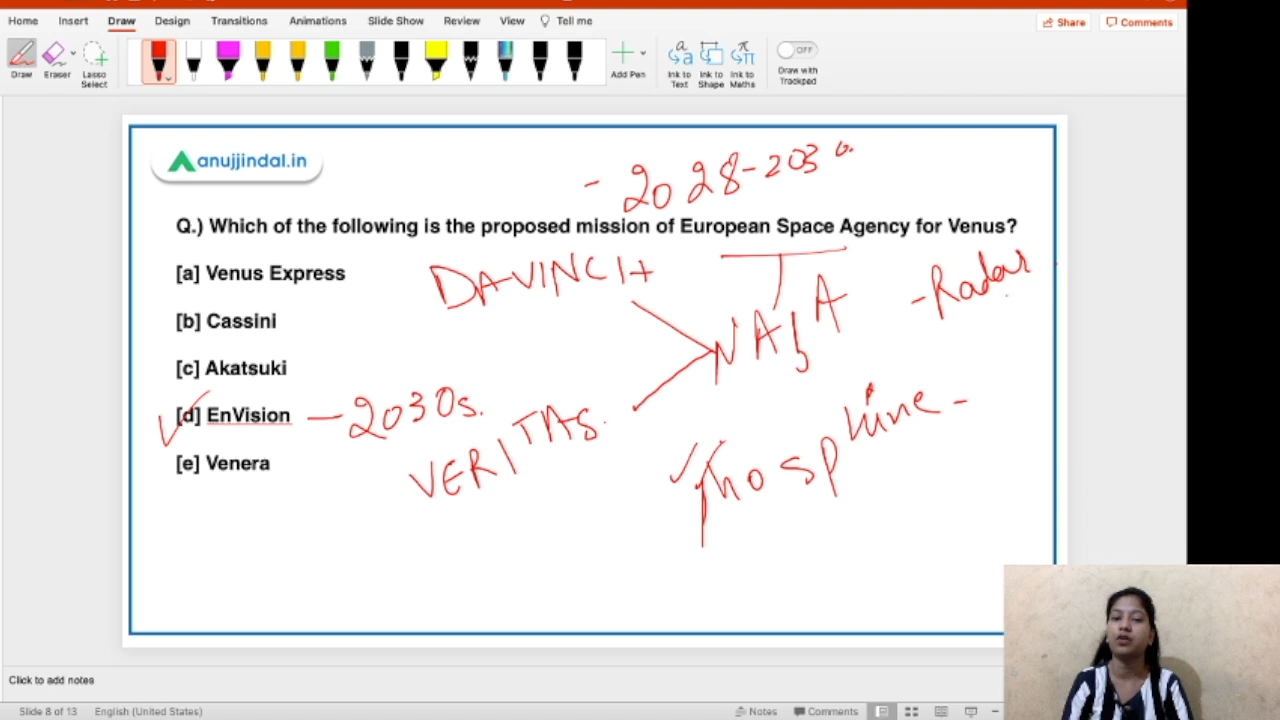 Home Insert Draw Design Transitions Animations Slide Show Review View Tell me
Share Comments
Draw Eraser Lasso Select Add Pen Ink to Text Ink to Shape Ink to Maths OFF Draw with Trackpad
anujjindal.in
- 2028-2030
Q.) Which of the following is the proposed mission of European Space Agency for Venus?
[a] Venus Express
DAVINCI+
- Radar
[b] Cassini
NASA
[c] Akatsuki
[d] EnVision - 2030s.
VERITAS.
Phosphine -
[e] Venera
Click to add notes
Slide 8 of 13 English (United States) Notes Comments